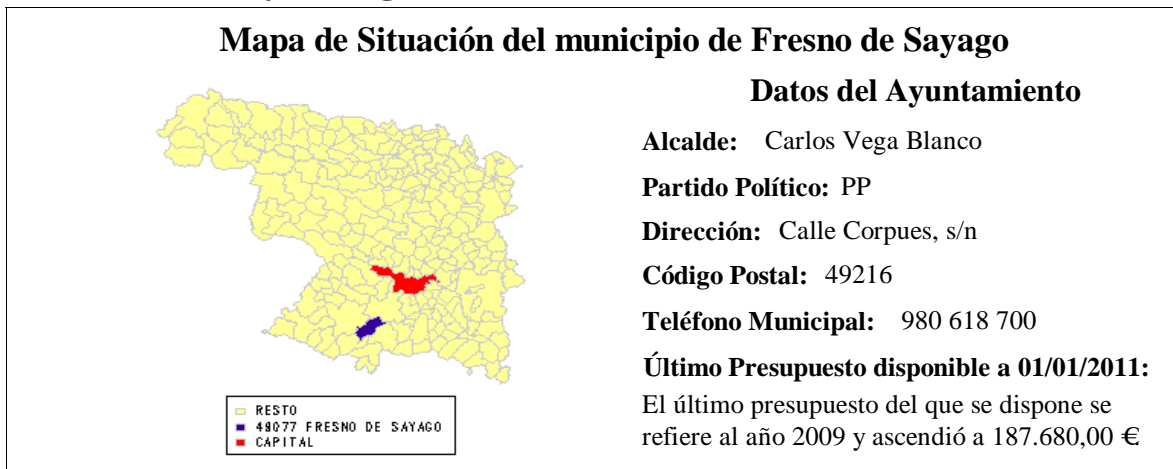 Mapa de Situación del municipio de Fresno de Sayago
Datos del Ayuntamiento
Alcalde: Carlos Vega Blanco
Partido Político: PP
Dirección: Calle Corpues, s/n
Código Postal: 49216
Teléfono Municipal: 980 618 700
Último Presupuesto disponible a 01/01/2011:
El último presupuesto del que se dispone se
refiere al año 2009 y ascendió a 187.680,00 €
RESTO
49077 FRESNO DE SAYAGO
CAPITAL